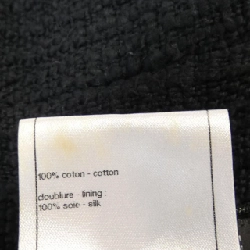 100% coton - cotton
doublure - lining :
100% soie - silk